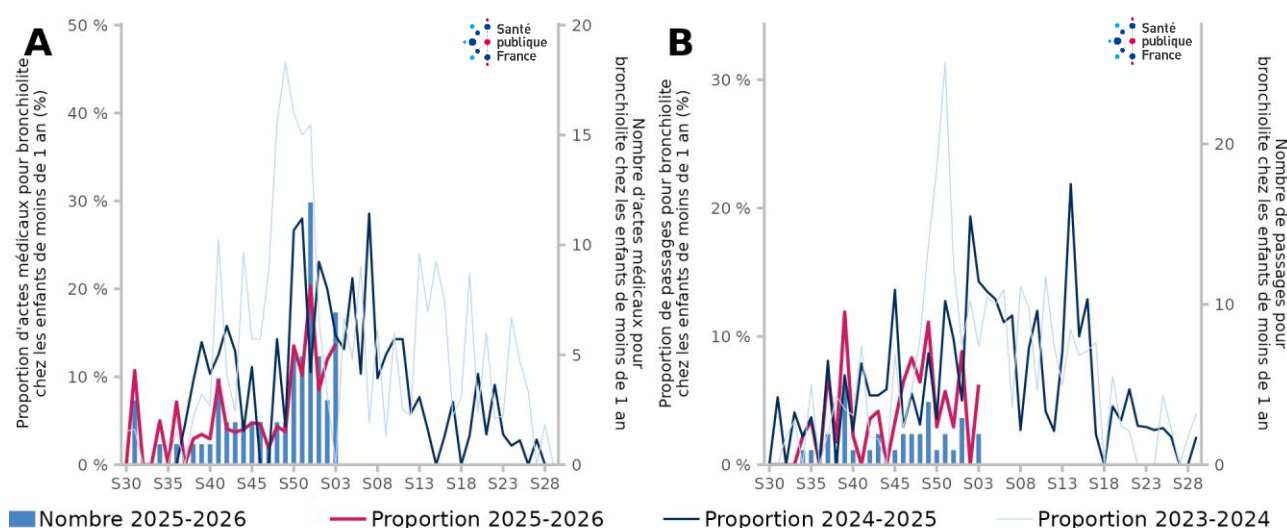 A
Santé
publique
France
Proportion d'actes médicaux pour bronchiolite
chez les enfants de moins de 1 an (%)
50 %
40 %
30 %
20 %
10 %
0 %
20
15
10
5
0
Nombre d'actes médicaux pour
bronchiolite chez les enfants de moins de 1 an
S30 S35 S40 S45 S50 S03 S08 S13 S18 S23 S28
B
Santé
publique
France
Proportion de passages pour bronchiolite
chez les enfants de moins de 1 an (%)
30 %
20 %
10 %
0 %
20
10
0
Nombre de passages pour
bronchiolite chez les enfants de moins de 1 an
S30 S35 S40 S45 S50 S03 S08 S13 S18 S23 S28
Nombre 2025-2026 Proportion 2025-2026 Proportion 2024-2025 Proportion 2023-2024